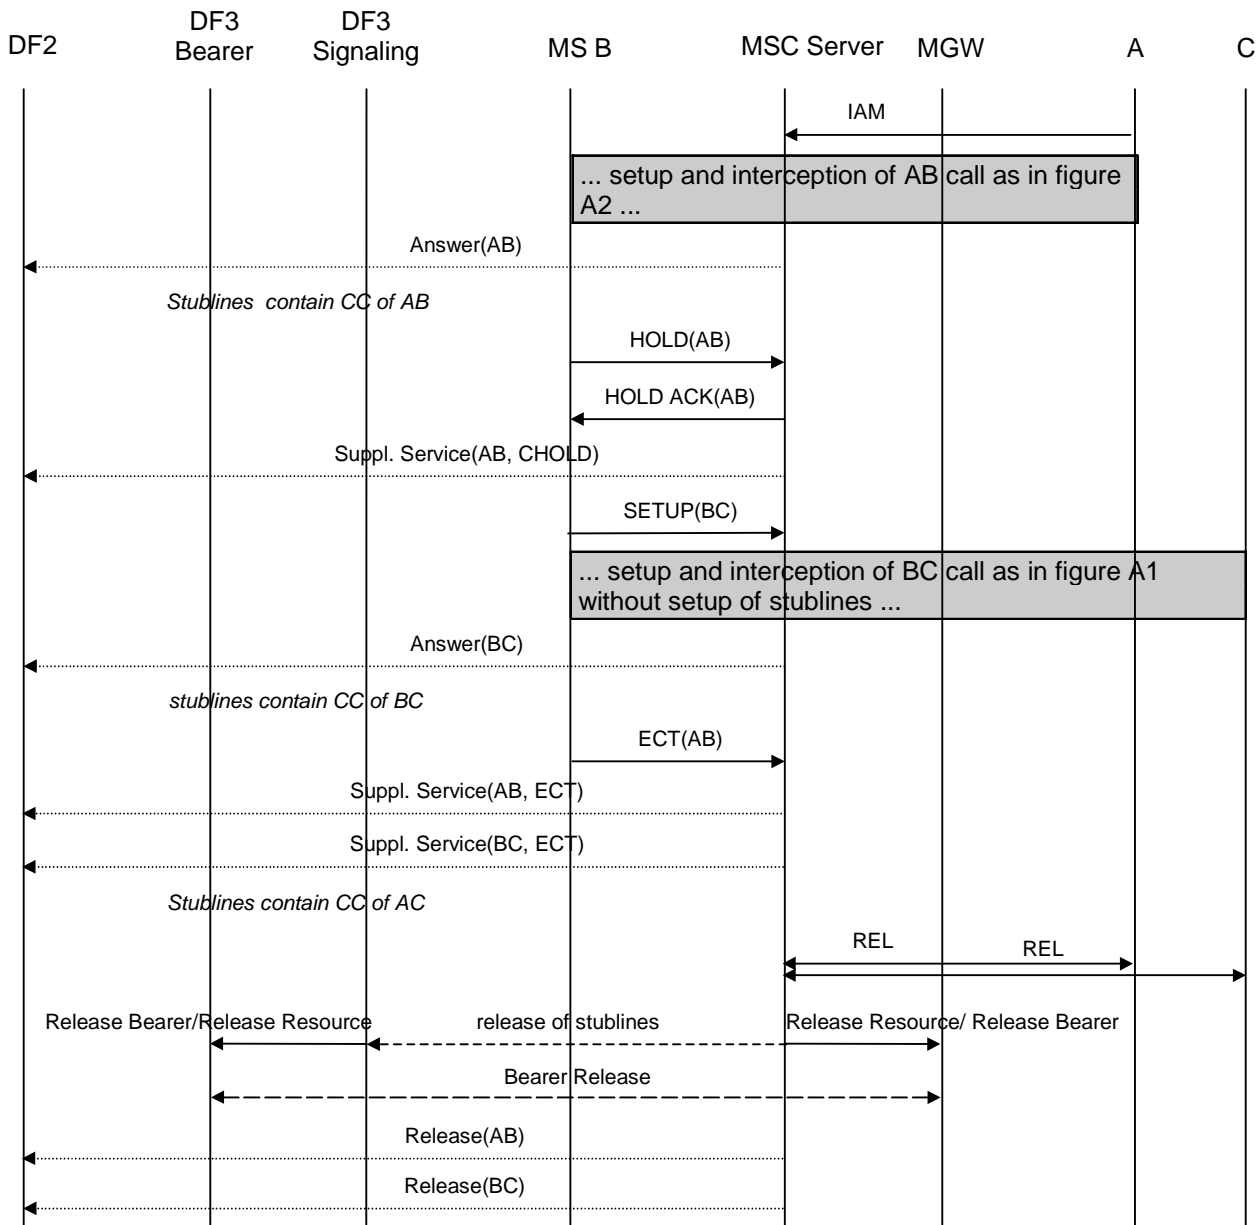 DF2
DF3
Bearer
DF3
Signaling
MS B
MSC Server
MGW
A
C
IAM
... setup and interception of AB call as in figure
A2 ...
Answer(AB)
Stublines contain CC of AB
HOLD(AB)
HOLD ACK(AB)
Suppl. Service(AB, CHOLD)
SETUP(BC)
... setup and interception of BC call as in figure A1
without setup of stublines ...
Answer(BC)
stublines contain CC of BC
ECT(AB)
Suppl. Service(AB, ECT)
Suppl. Service(BC, ECT)
Stublines contain CC of AC
REL
REL
Release Bearer/Release Resource
release of stublines
Release Resource/ Release Bearer
Bearer Release
Release(AB)
Release(BC)